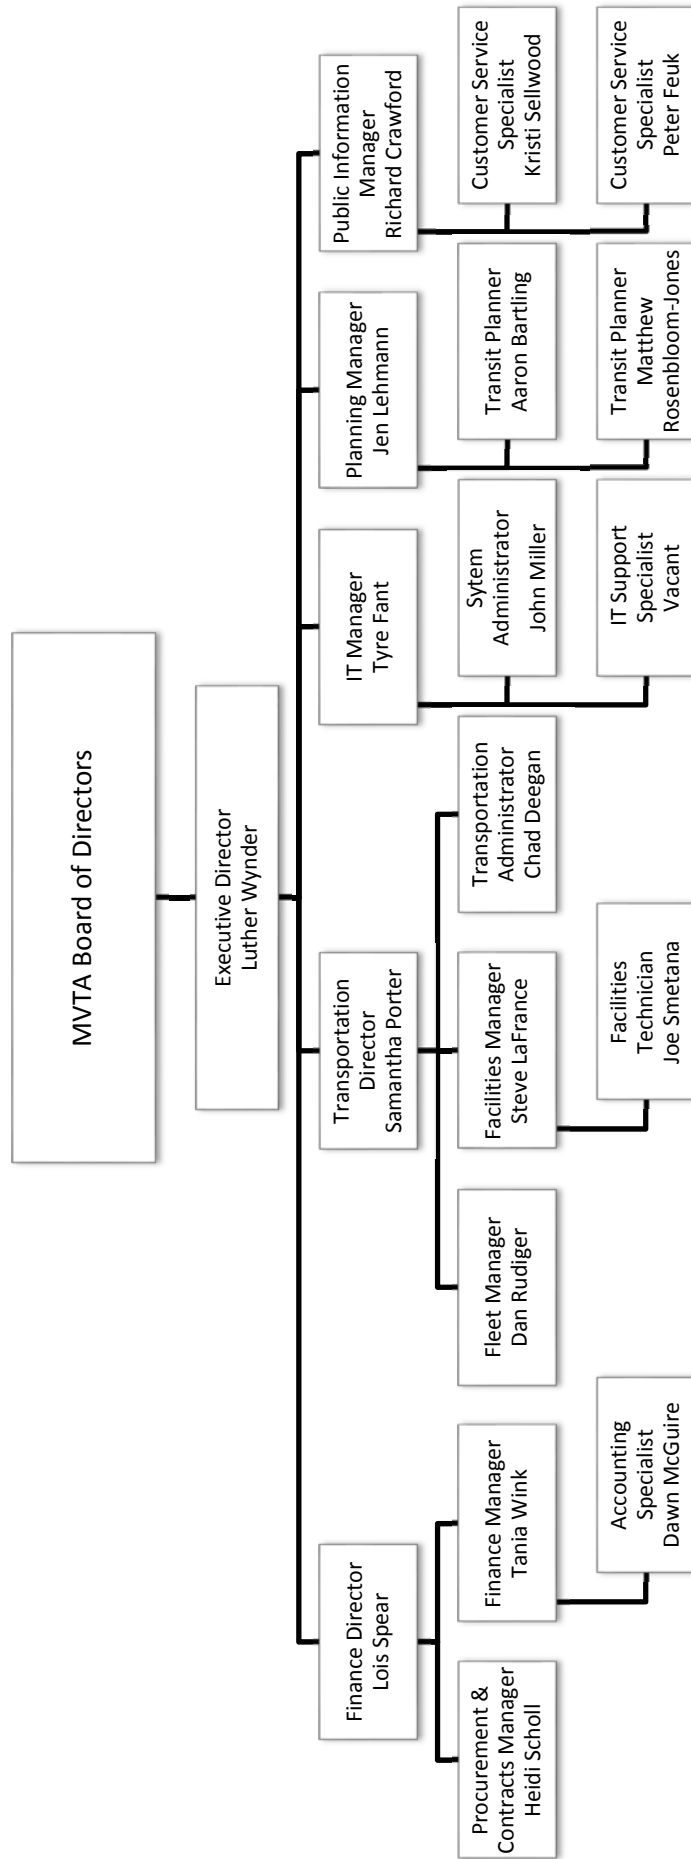 MVTA Board of Directors
Executive Director
Luther Wynder
Finance Director
Lois Spear
Transportation
Director
Samantha Porter
IT Manager
Tyre Fant
Planning Manager
Jen Lehmann
Public Information
Manager
Richard Crawford
Procurement &
Contracts Manager
Heidi Scholl
Finance Manager
Tania Wink
Fleet Manager
Dan Rudiger
Facilities Manager
Steve LaFrance
Transportation
Administrator
Chad Deegan
Sytem
Administrator
John Miller
Transit Planner
Aaron Bartling
Customer Service
Specialist
Kristi Sellwood
Accounting
Specialist
Dawn McGuire
Facilities
Technician
Joe Smetana
IT Support
Specialist
Vacant
Transit Planner
Matthew
Rosenbloom-Jones
Customer Service
Specialist
Peter Feuk